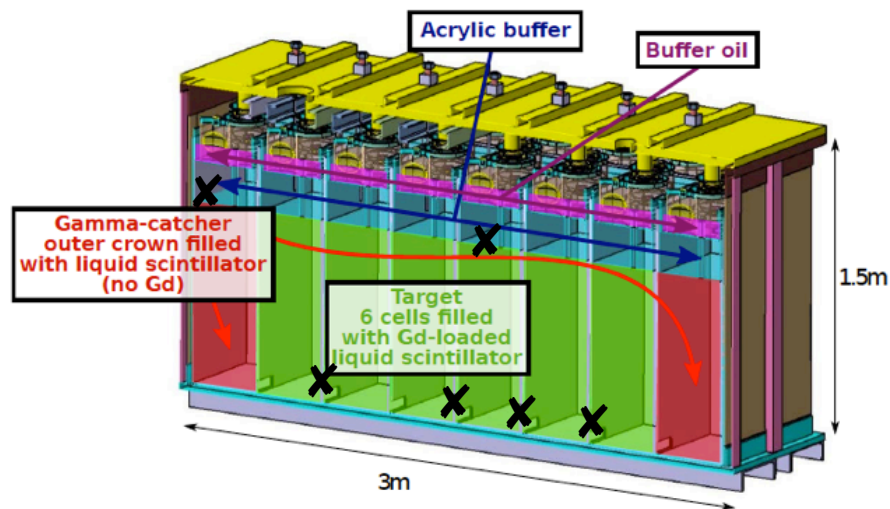 Acrylic buffer
Buffer oil
Gamma-catcher
outer crown filled
with liquid scintillator
(no Gd)
Target
6 cells filled
with Gd-loaded
liquid scintillator
1.5m
3m